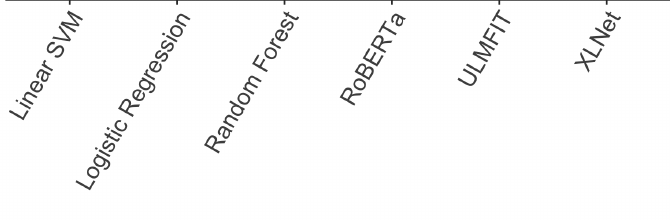 Linear SVM
Logistic Regression
Random Forest
RoBERTa
ULMFIT
XLNet